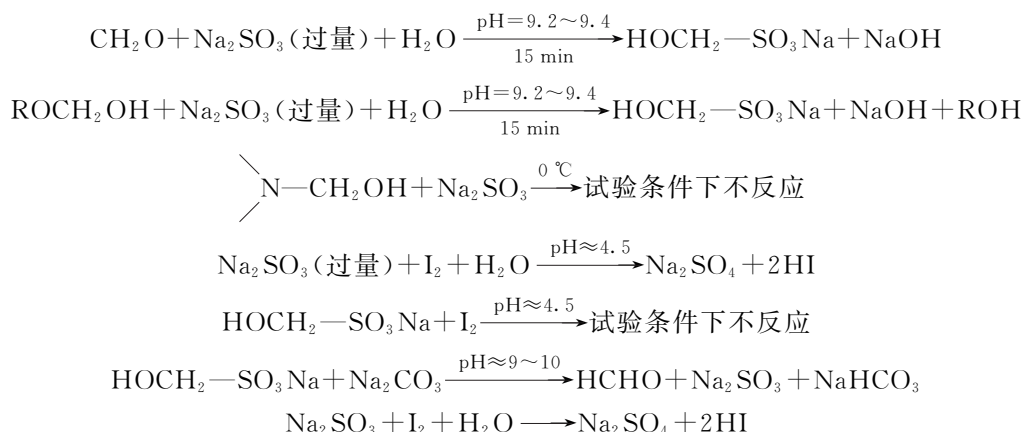 CH₂O+Na₂SO₃(过量)+H₂O —pH=9.2~9.4 / 15 min→ HOCH₂—SO₃Na+NaOH
ROCH₂OH+Na₂SO₃(过量)+H₂O —pH=9.2~9.4 / 15 min→ HOCH₂—SO₃Na+NaOH+ROH
N—CH₂OH+Na₂SO₃ —0 ℃→ 试验条件下不反应
Na₂SO₃(过量)+I₂+H₂O —pH≈4.5→ Na₂SO₄+2HI
HOCH₂—SO₃Na+I₂ —pH≈4.5→ 试验条件下不反应
HOCH₂—SO₃Na+Na₂CO₃ —pH≈9~10→ HCHO+Na₂SO₃+NaHCO₃
Na₂SO₃+I₂+H₂O ⟶ Na₂SO₄+2HI